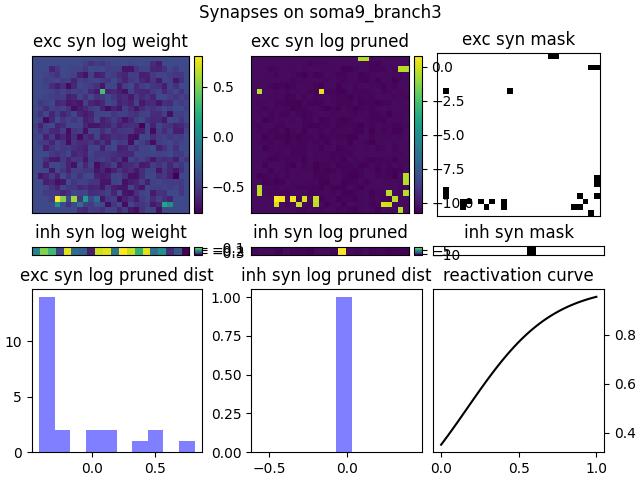 Synapses on soma9_branch3
exc syn log weight
exc syn log pruned
exc syn mask
0.5
0.0
−0.5
0.0
−2.5
−5.0
−7.5
−10.0
inh syn log weight
inh syn log pruned
inh syn mask
exc syn log pruned dist
inh syn log pruned dist
reactivation curve
10
5
0
0.0
0.5
1.00
0.75
0.50
0.25
0.00
−0.5
0.0
0.8
0.6
0.4
0.0
0.5
1.0